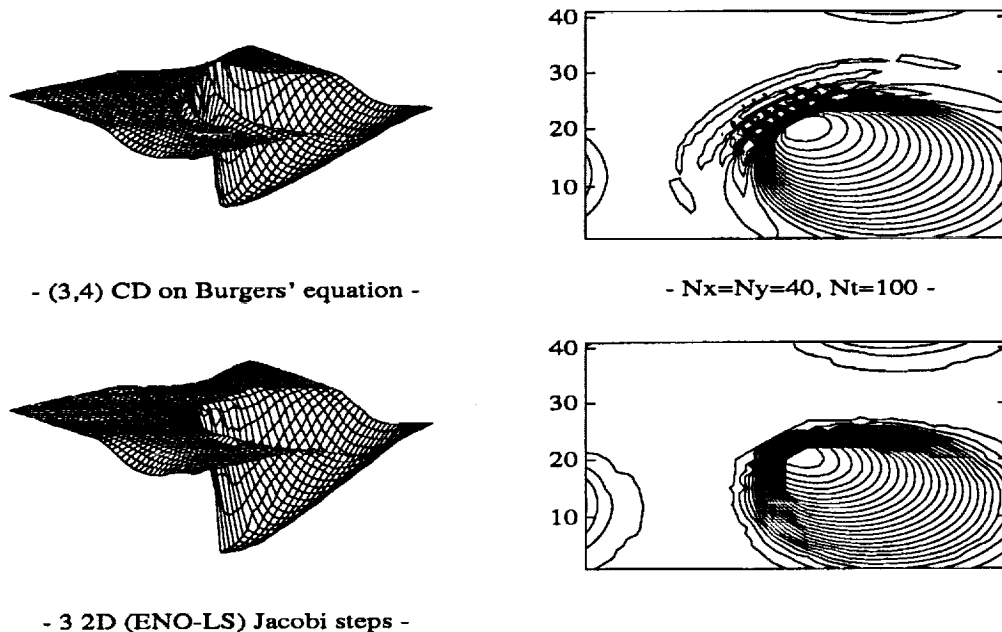 40
30
20
10
- (3,4) CD on Burgers' equation -
- Nx=Ny=40, Nt=100 -
40
30
20
10
- 3 2D (ENO-LS) Jacobi steps -